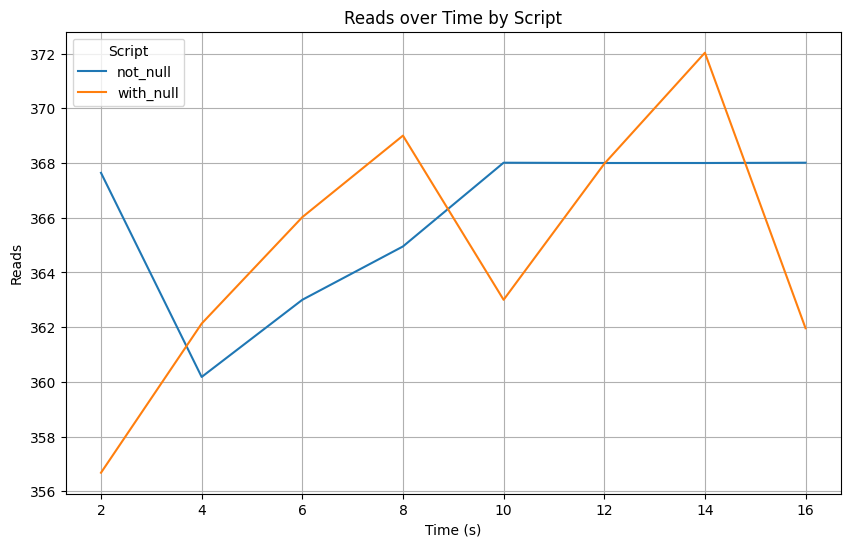 Reads over Time by Script
Script
not_null
with_null
372
370
368
366
364
362
360
358
356
Reads
2 4 6 8 10 12 14 16
Time (s)